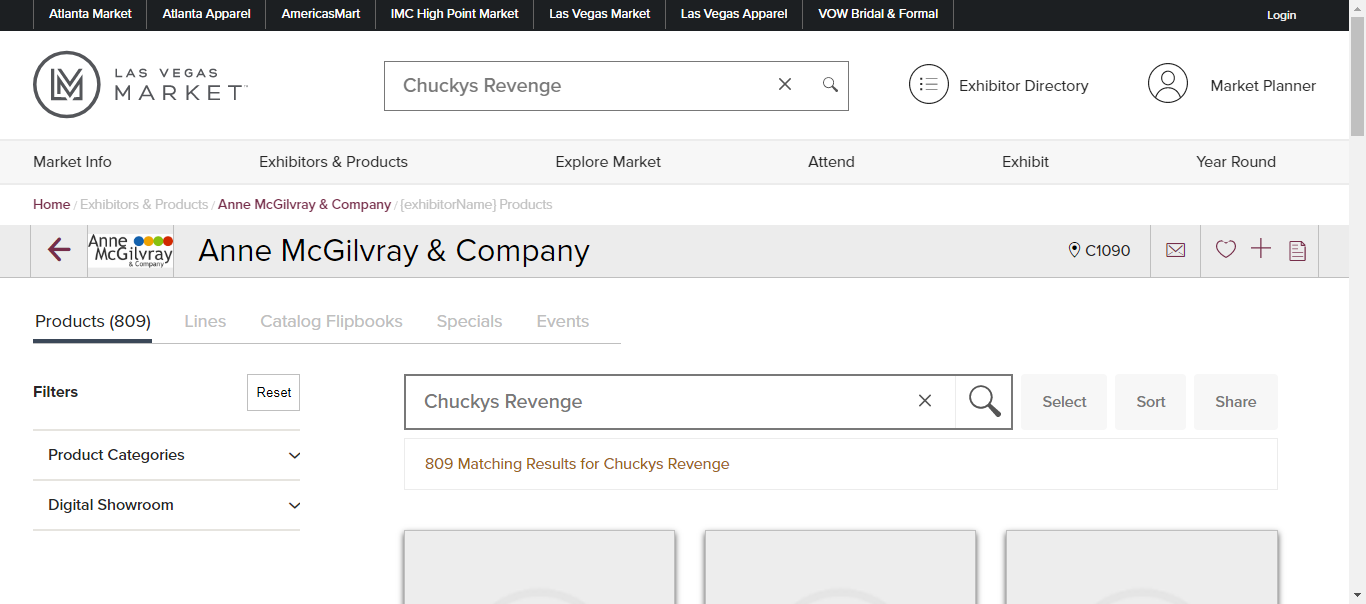 Atlanta Market Atlanta Apparel AmericasMart IMC High Point Market Las Vegas Market Las Vegas Apparel VOW Bridal & Formal Login
LAS VEGAS
MARKET
Chuckys Revenge
Exhibitor Directory
Market Planner
Market Info Exhibitors & Products Explore Market Attend Exhibit Year Round
Home / Exhibitors & Products / Anne McGilvray & Company / {exhibitorName} Products
Anne
McGilvray
& Company
Anne McGilvray & Company
C1090
Products (809) Lines Catalog Flipbooks Specials Events
Filters
Reset
Chuckys Revenge
Select Sort Share
Product Categories
809 Matching Results for Chuckys Revenge
Digital Showroom